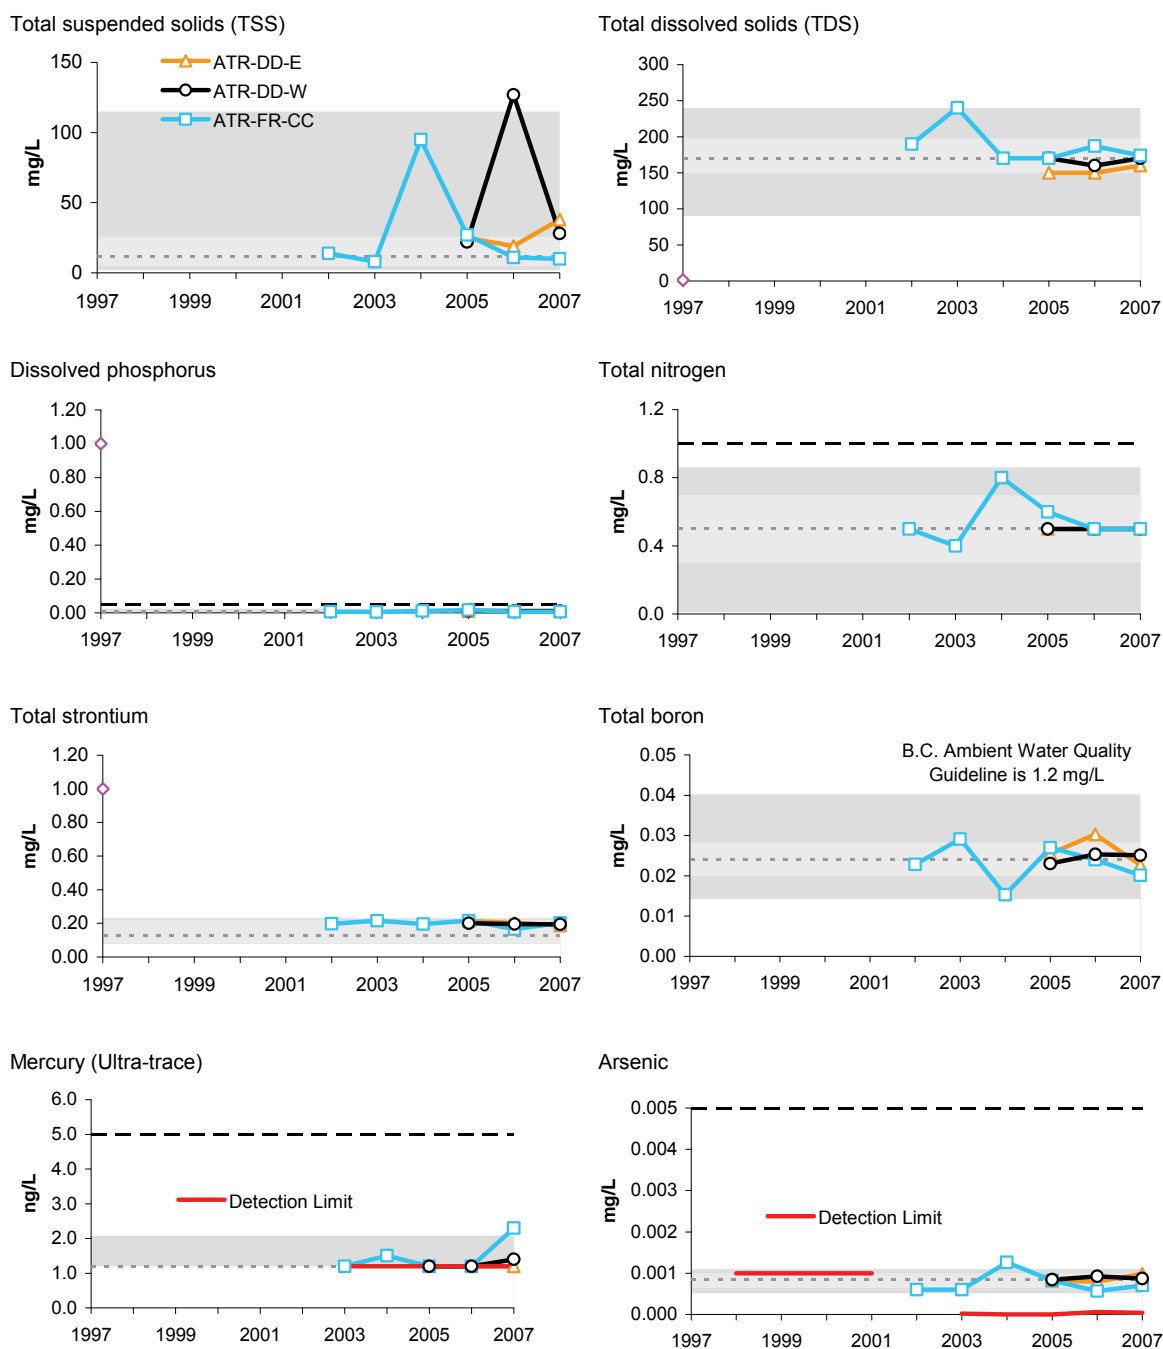 Total suspended solids (TSS)
mg/L
150
100
50
0
1997 1999 2001 2003 2005 2007
ATR-DD-E
ATR-DD-W
ATR-FR-CC
Total dissolved solids (TDS)
mg/L
300
250
200
150
100
50
0
1997 1999 2001 2003 2005 2007
Dissolved phosphorus
mg/L
1.20
1.00
0.80
0.60
0.40
0.20
0.00
1997 1999 2001 2003 2005 2007
Total nitrogen
mg/L
1.2
0.8
0.4
0.0
1997 1999 2001 2003 2005 2007
Total strontium
mg/L
1.20
1.00
0.80
0.60
0.40
0.20
0.00
1997 1999 2001 2003 2005 2007
Total boron
mg/L
0.05
0.04
0.03
0.02
0.01
0.00
1997 1999 2001 2003 2005 2007
B.C. Ambient Water Quality
Guideline is 1.2 mg/L
Mercury (Ultra-trace)
ng/L
6.0
5.0
4.0
3.0
2.0
1.0
0.0
1997 1999 2001 2003 2005 2007
Detection Limit
Arsenic
mg/L
0.005
0.004
0.003
0.002
0.001
0.000
1997 1999 2001 2003 2005 2007
Detection Limit